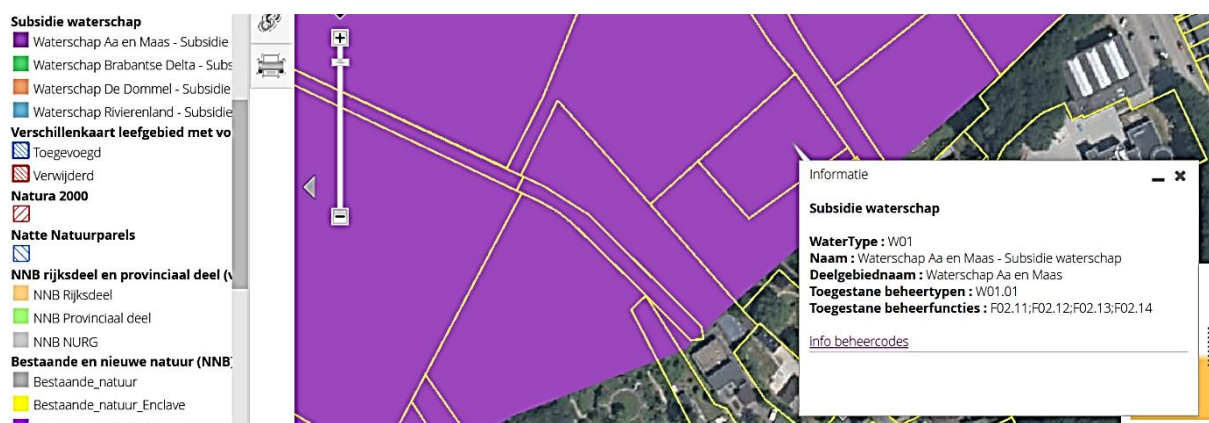 Subsidie waterschap
Waterschap Aa en Maas - Subsidie
Waterschap Brabantse Delta - Subs
Waterschap De Dommel - Subsidie
Waterschap Rivierenland - Subsidie
Verschillenkaart leefgebied met vo
Toegevoegd
Verwijderd
Natura 2000
Natte Natuurparels
NNB rijksdeel en provinciaal deel (v
NNB Rijksdeel
NNB Provinciaal deel
NNB NURG
Bestaande en nieuwe natuur (NNB)
Bestaande_natuur
Bestaande_natuur_Enclave
Informatie
Subsidie waterschap
WaterType : W01
Naam : Waterschap Aa en Maas - Subsidie waterschap
Deelgebiednaam : Waterschap Aa en Maas
Toegestane beheertypen : W01.01
Toegestane beheerfuncties : F02.11;F02.12;F02.13;F02.14
info beheercodes